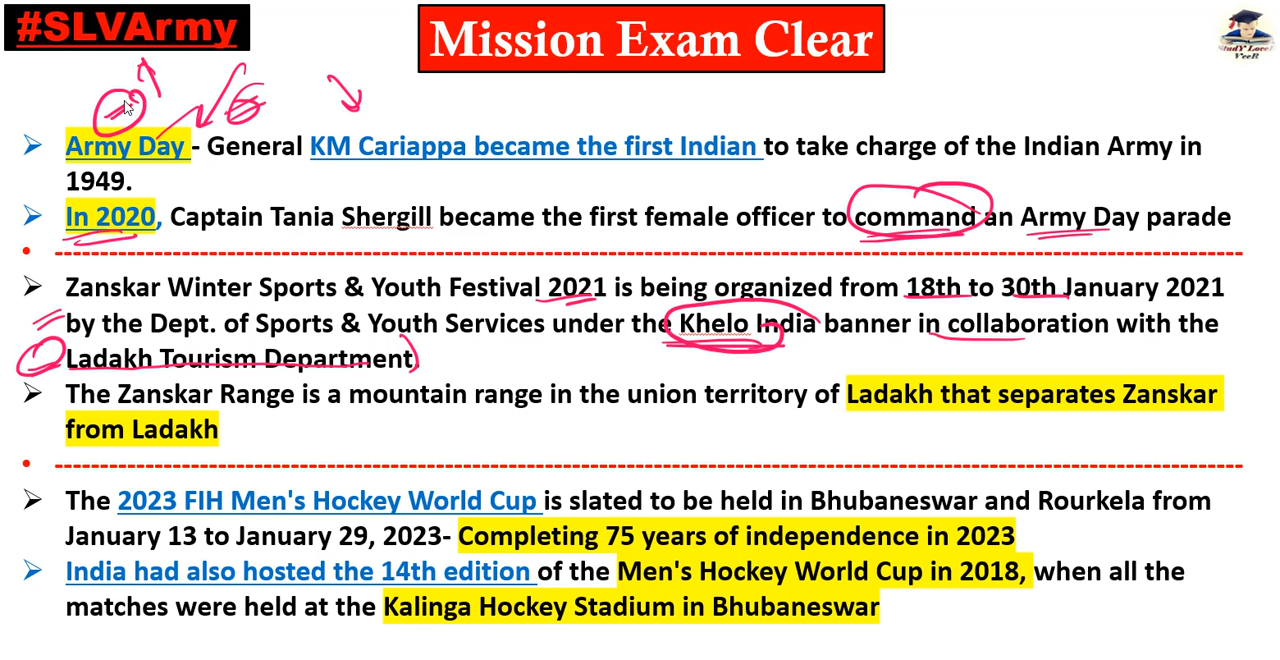 #SLVArmy
Mission Exam Clear
StudY LoveR
VeeR
Army Day - General KM Cariappa became the first Indian to take charge of the Indian Army in
1949.
In 2020, Captain Tania Shergill became the first female officer to command an Army Day parade
Zanskar Winter Sports & Youth Festival 2021 is being organized from 18th to 30th January 2021
by the Dept. of Sports & Youth Services under the Khelo India banner in collaboration with the
Ladakh Tourism Department
The Zanskar Range is a mountain range in the union territory of Ladakh that separates Zanskar
from Ladakh
The 2023 FIH Men's Hockey World Cup is slated to be held in Bhubaneswar and Rourkela from
January 13 to January 29, 2023- Completing 75 years of independence in 2023
India had also hosted the 14th edition of the Men's Hockey World Cup in 2018, when all the
matches were held at the Kalinga Hockey Stadium in Bhubaneswar